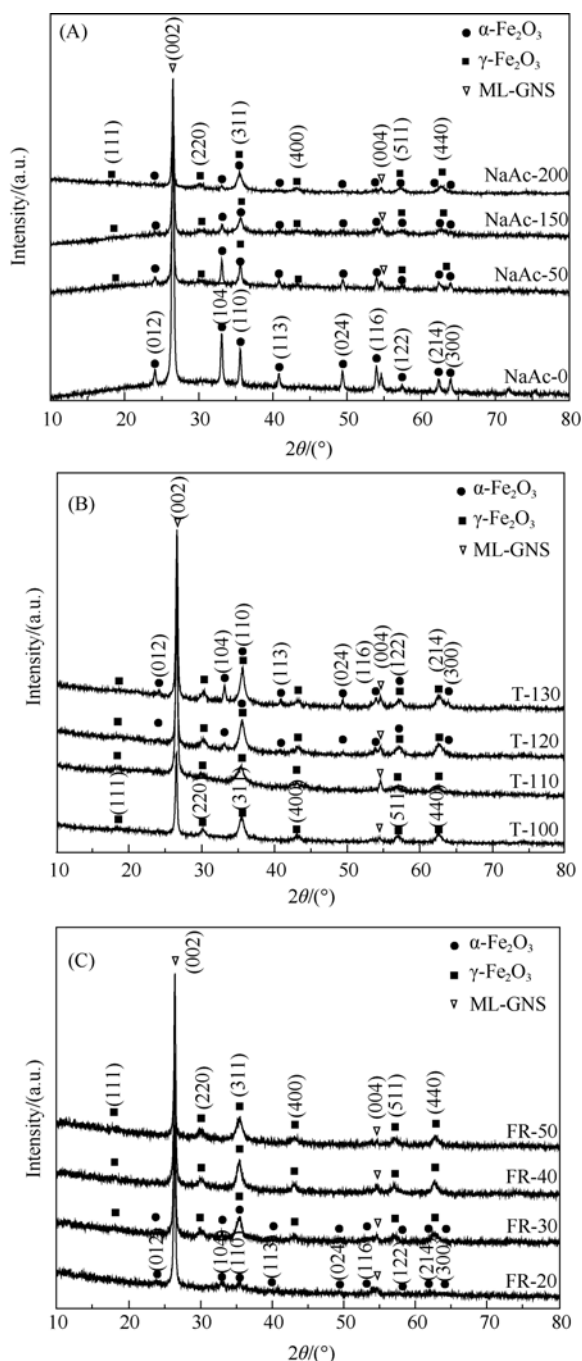 (A)
(002)
● α-Fe₂O₃
■ γ-Fe₂O₃
▽ ML-GNS
(111)
(220)
(311)
(400)
(004)
(511)
(440)
NaAc-200
NaAc-150
NaAc-50
(012)
(104)
(110)
(113)
(024)
(116)
(122)
(214)
(300)
NaAc-0
Intensity/(a.u.)
10 20 30 40 50 60 70 80
2θ/(°)
(B)
(002)
● α-Fe₂O₃
■ γ-Fe₂O₃
▽ ML-GNS
(012)
(104)
(110)
(113)
(024)
(116)
(004)
(122)
(214)
(300)
T-130
T-120
T-110
(111)
(220)
(311)
(400)
(511)
(440)
T-100
Intensity/(a.u.)
10 20 30 40 50 60 70 80
2θ/(°)
(C)
(002)
● α-Fe₂O₃
■ γ-Fe₂O₃
▽ ML-GNS
(111)
(220)
(311)
(400)
(004)
(511)
(440)
FR-50
FR-40
FR-30
(012)
(104)
(110)
(113)
(024)
(116)
(122)
(214)
(300)
FR-20
Intensity/(a.u.)
10 20 30 40 50 60 70 80
2θ/(°)